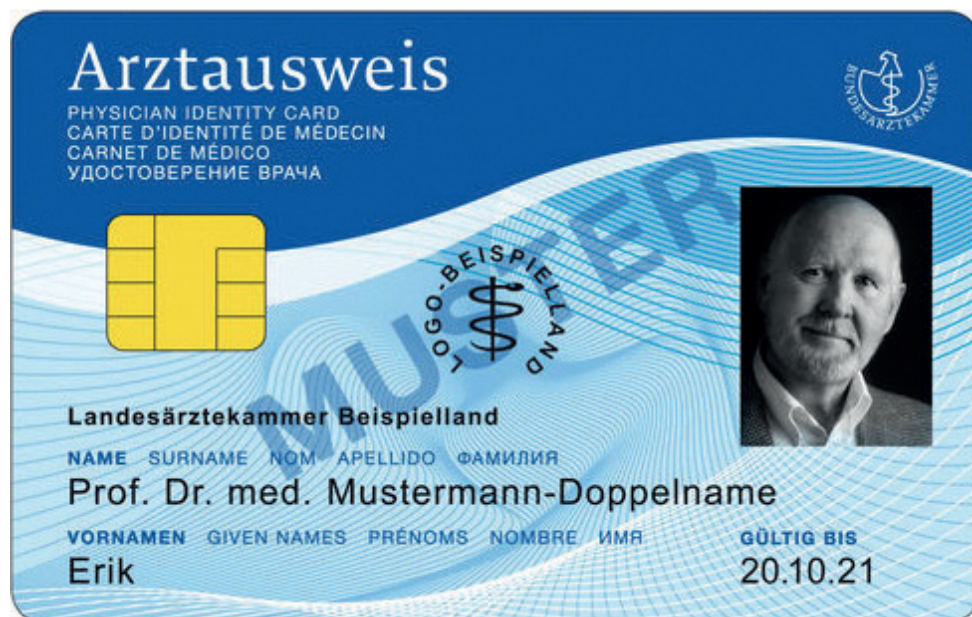 Arztausweis
PHYSICIAN IDENTITY CARD
CARTE D'IDENTITÉ DE MÉDECIN
CARNET DE MÉDICO
УДОСТОВЕРЕНИЕ ВРАЧА
BUNDESÄRZTEKAMMER
LOGO-BEISPIELLAND
MUSTER
Landesärztekammer Beispielland
NAME SURNAME NOM APELLIDO ФАМИЛИЯ
Prof. Dr. med. Mustermann-Doppelname
VORNAMEN GIVEN NAMES PRÉNOMS NOMBRE ИМЯ
GÜLTIG BIS
Erik
20.10.21